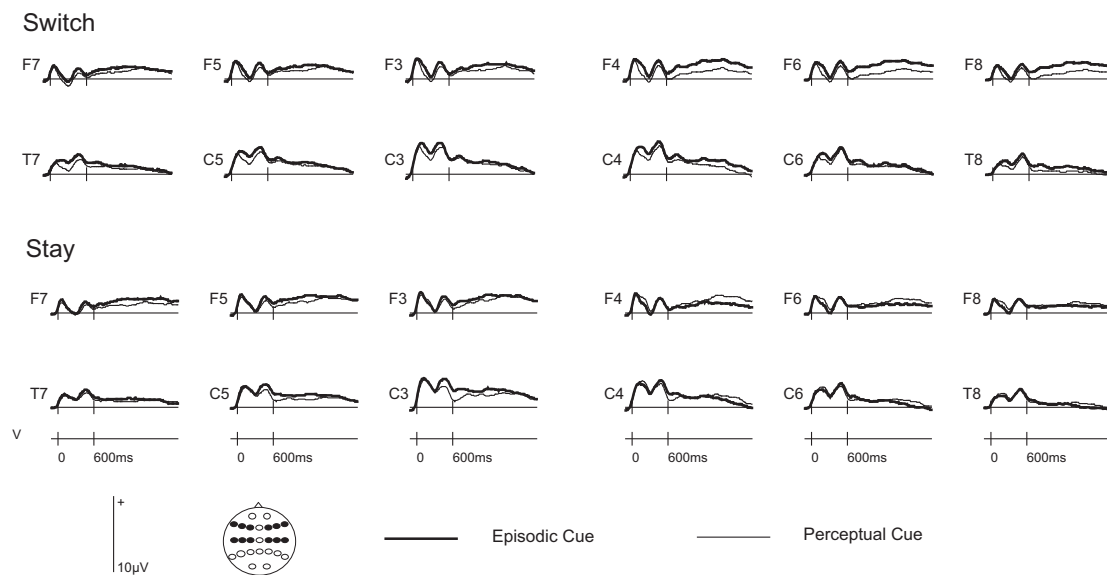 Switch
F7 F5 F3 F4 F6 F8
T7 C5 C3 C4 C6 T8
Stay
F7 F5 F3 F4 F6 F8
T7 C5 C3 C4 C6 T8
V
0 600ms 0 600ms 0 600ms 0 600ms 0 600ms 0 600ms
+
Episodic Cue Perceptual Cue
10µV